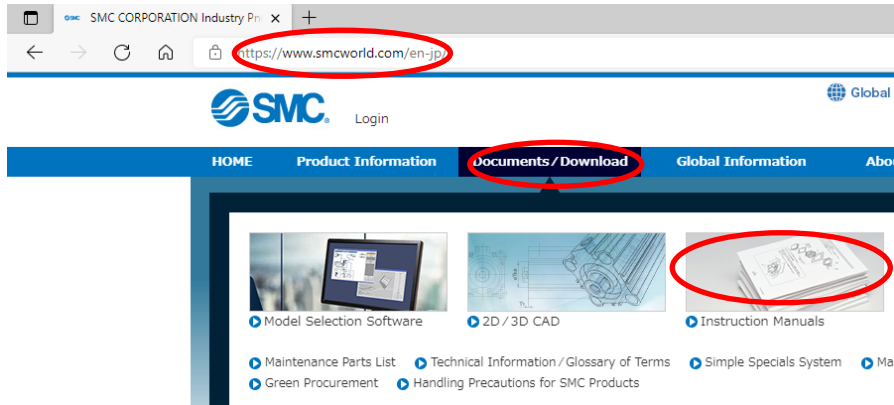 SMC CORPORATION Industry Pn
https://www.smcworld.com/en-jp/
SMC. Login
Global
HOME Product Information Documents/Download Global Information Abou
Model Selection Software 2D/3D CAD Instruction Manuals
Maintenance Parts List Technical Information/Glossary of Terms Simple Specials System Ma
Green Procurement Handling Precautions for SMC Products